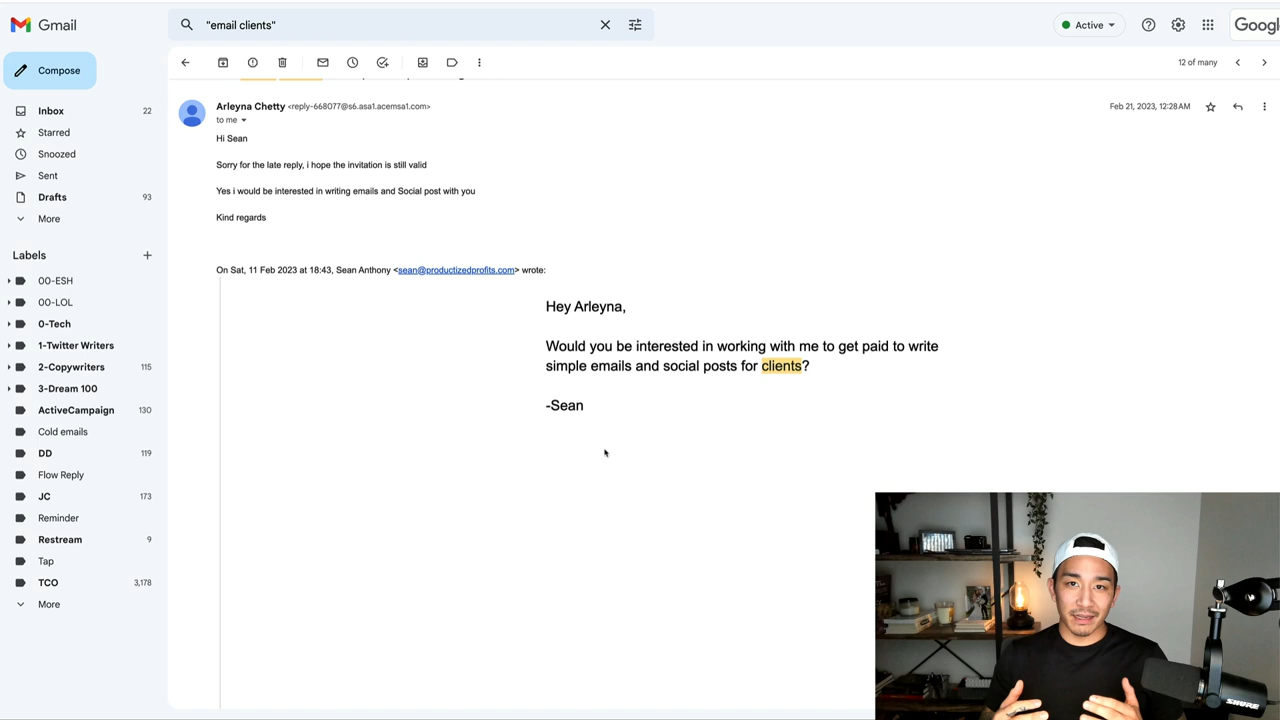 Gmail
"email clients"
Active
Googl
Compose
12 of many
Inbox 22
Starred
Snoozed
Sent
Drafts 93
More
Labels
00-ESH
00-LOL
0-Tech
1-Twitter Writers
2-Copywriters 115
3-Dream 100
ActiveCampaign 130
Cold emails
DD 119
Flow Reply
JC 173
Reminder
Restream 9
Tap
TCO 3,178
More
Arleyna Chetty <reply-668077@s6.asa1.acemsa1.com>
Feb 21, 2023, 12:28 AM
to me
Hi Sean
Sorry for the late reply, i hope the invitation is still valid
Yes i would be interested in writing emails and Social post with you
Kind regards
On Sat, 11 Feb 2023 at 18:43, Sean Anthony <sean@productizedprofits.com> wrote:
Hey Arleyna,
Would you be interested in working with me to get paid to write
simple emails and social posts for clients?
-Sean
SHURE